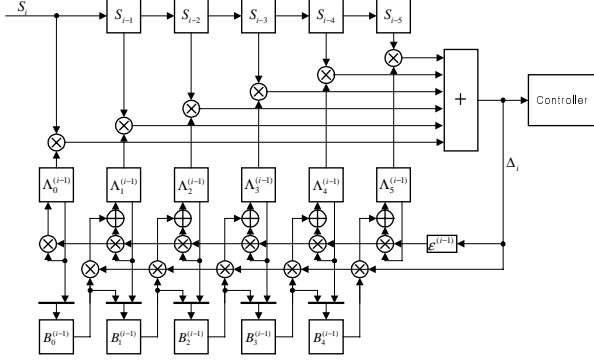 S_i S_{i-1} S_{i-2} S_{i-3} S_{i-4} S_{i-5}
+ Controller
Δ_i
Λ_0^{(i-1)} Λ_1^{(i-1)} Λ_2^{(i-1)} Λ_3^{(i-1)} Λ_4^{(i-1)} Λ_5^{(i-1)}
ε^{(i-1)}
B_0^{(i-1)} B_1^{(i-1)} B_2^{(i-1)} B_3^{(i-1)} B_4^{(i-1)}